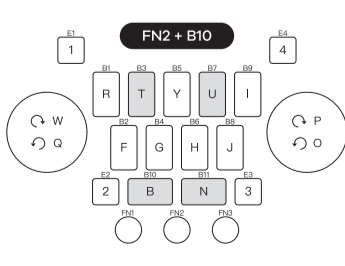 FN2 + B10
E1
E4
1
4
B1 B3 B5 B7 B9
R T Y U I
W
Q
P
O
B2 B4 B6 B8
F G H J
E2 B10 B11 E3
2 B N 3
FN1 FN2 FN3